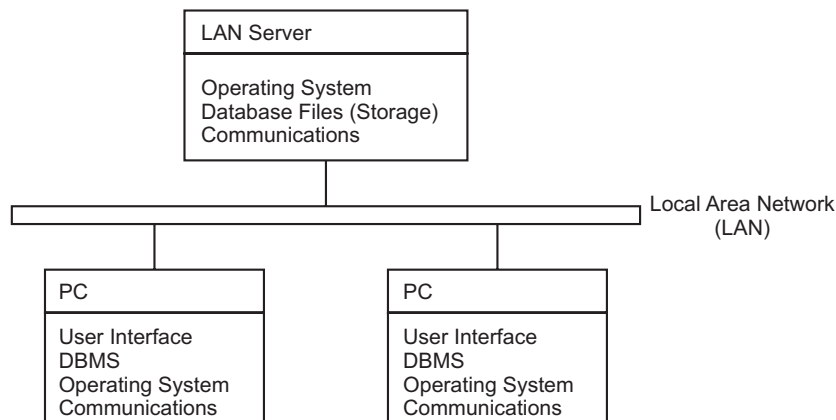 LAN Server
Operating System
Database Files (Storage)
Communications
Local Area Network
(LAN)
PC
User Interface
DBMS
Operating System
Communications
PC
User Interface
DBMS
Operating System
Communications